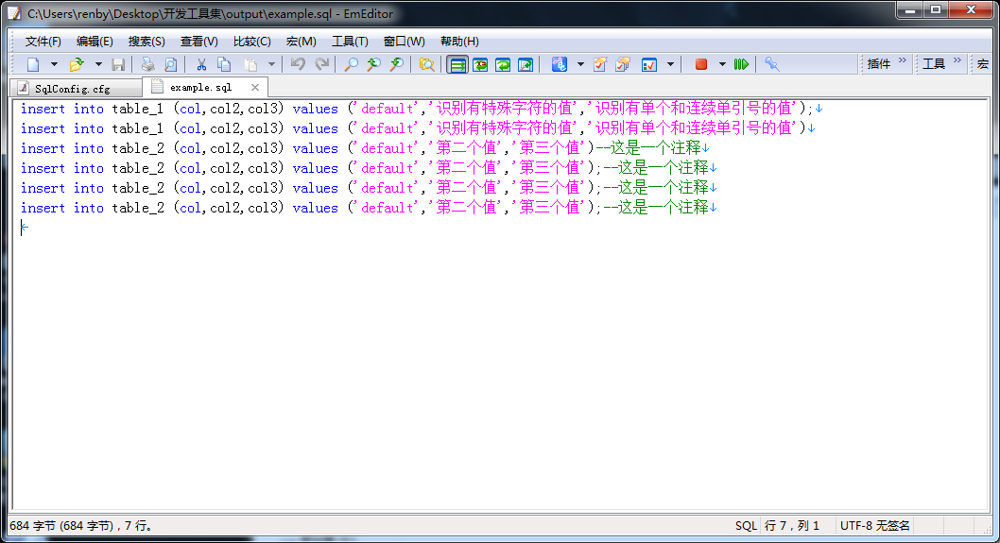 C:\Users\renby\Desktop\开发工具集\output\example.sql - EmEditor
文件(F) 编辑(E) 搜索(S) 查看(V) 比较(C) 宏(M) 工具(T) 窗口(W) 帮助(H)
插件 » 工具 » 宏
SqlConfig.cfg example.sql
insert into table_1 (col,col2,col3) values ('default','识别有特殊字符的值','识别有单个和连续单引号的值');↓
insert into table_1 (col,col2,col3) values ('default','识别有特殊字符的值','识别有单个和连续单引号的值')↓
insert into table_2 (col,col2,col3) values ('default','第二个值','第三个值')--这是一个注释↓
insert into table_2 (col,col2,col3) values ('default','第二个值','第三个值');--这是一个注释↓
insert into table_2 (col,col2,col3) values ('default','第二个值','第三个值');--这是一个注释↓
insert into table_2 (col,col2,col3) values ('default','第二个值','第三个值');--这是一个注释↓
←
684 字节 (684 字节)，7 行。 SQL 行 7，列 1 UTF-8 无签名